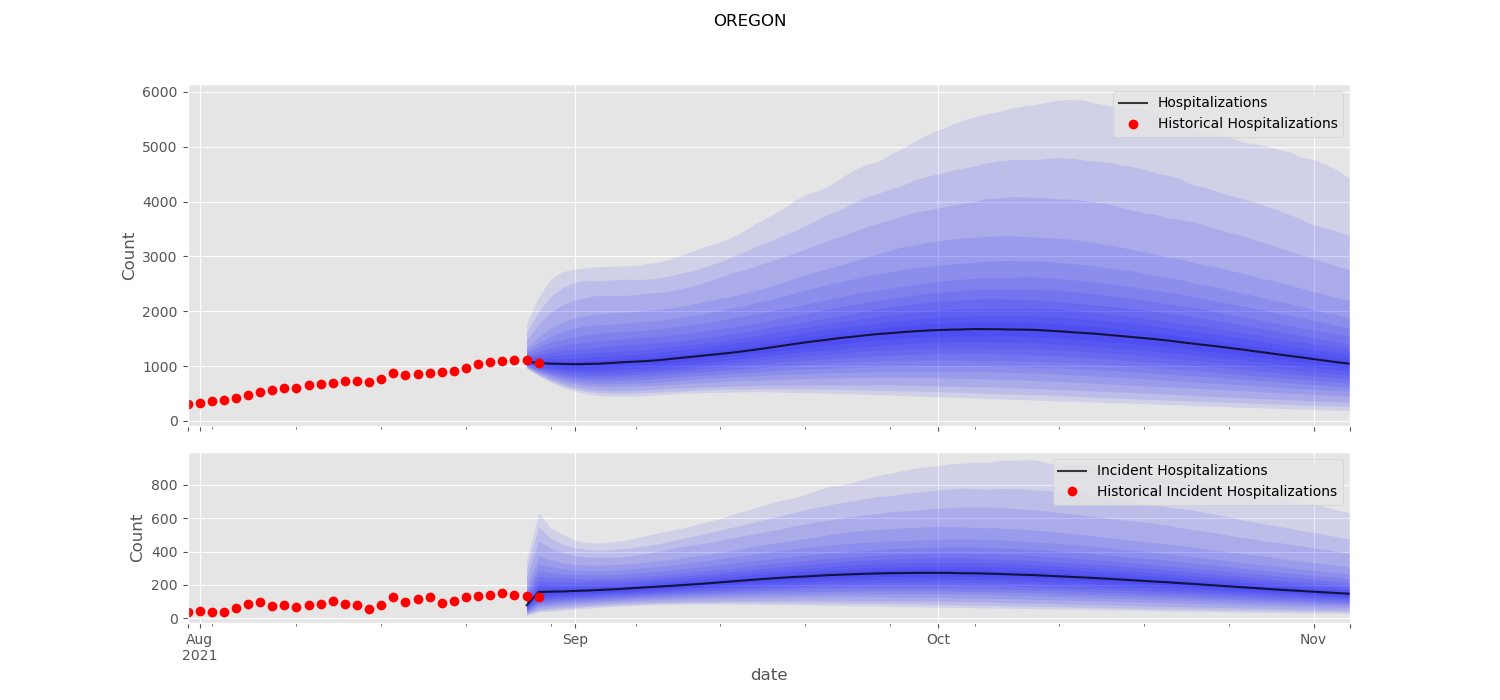 OREGON
6000
5000
4000
3000
2000
1000
0
Count
Hospitalizations
Historical Hospitalizations
800
600
400
200
0
Count
Incident Hospitalizations
Historical Incident Hospitalizations
Aug Sep Oct Nov
2021
date